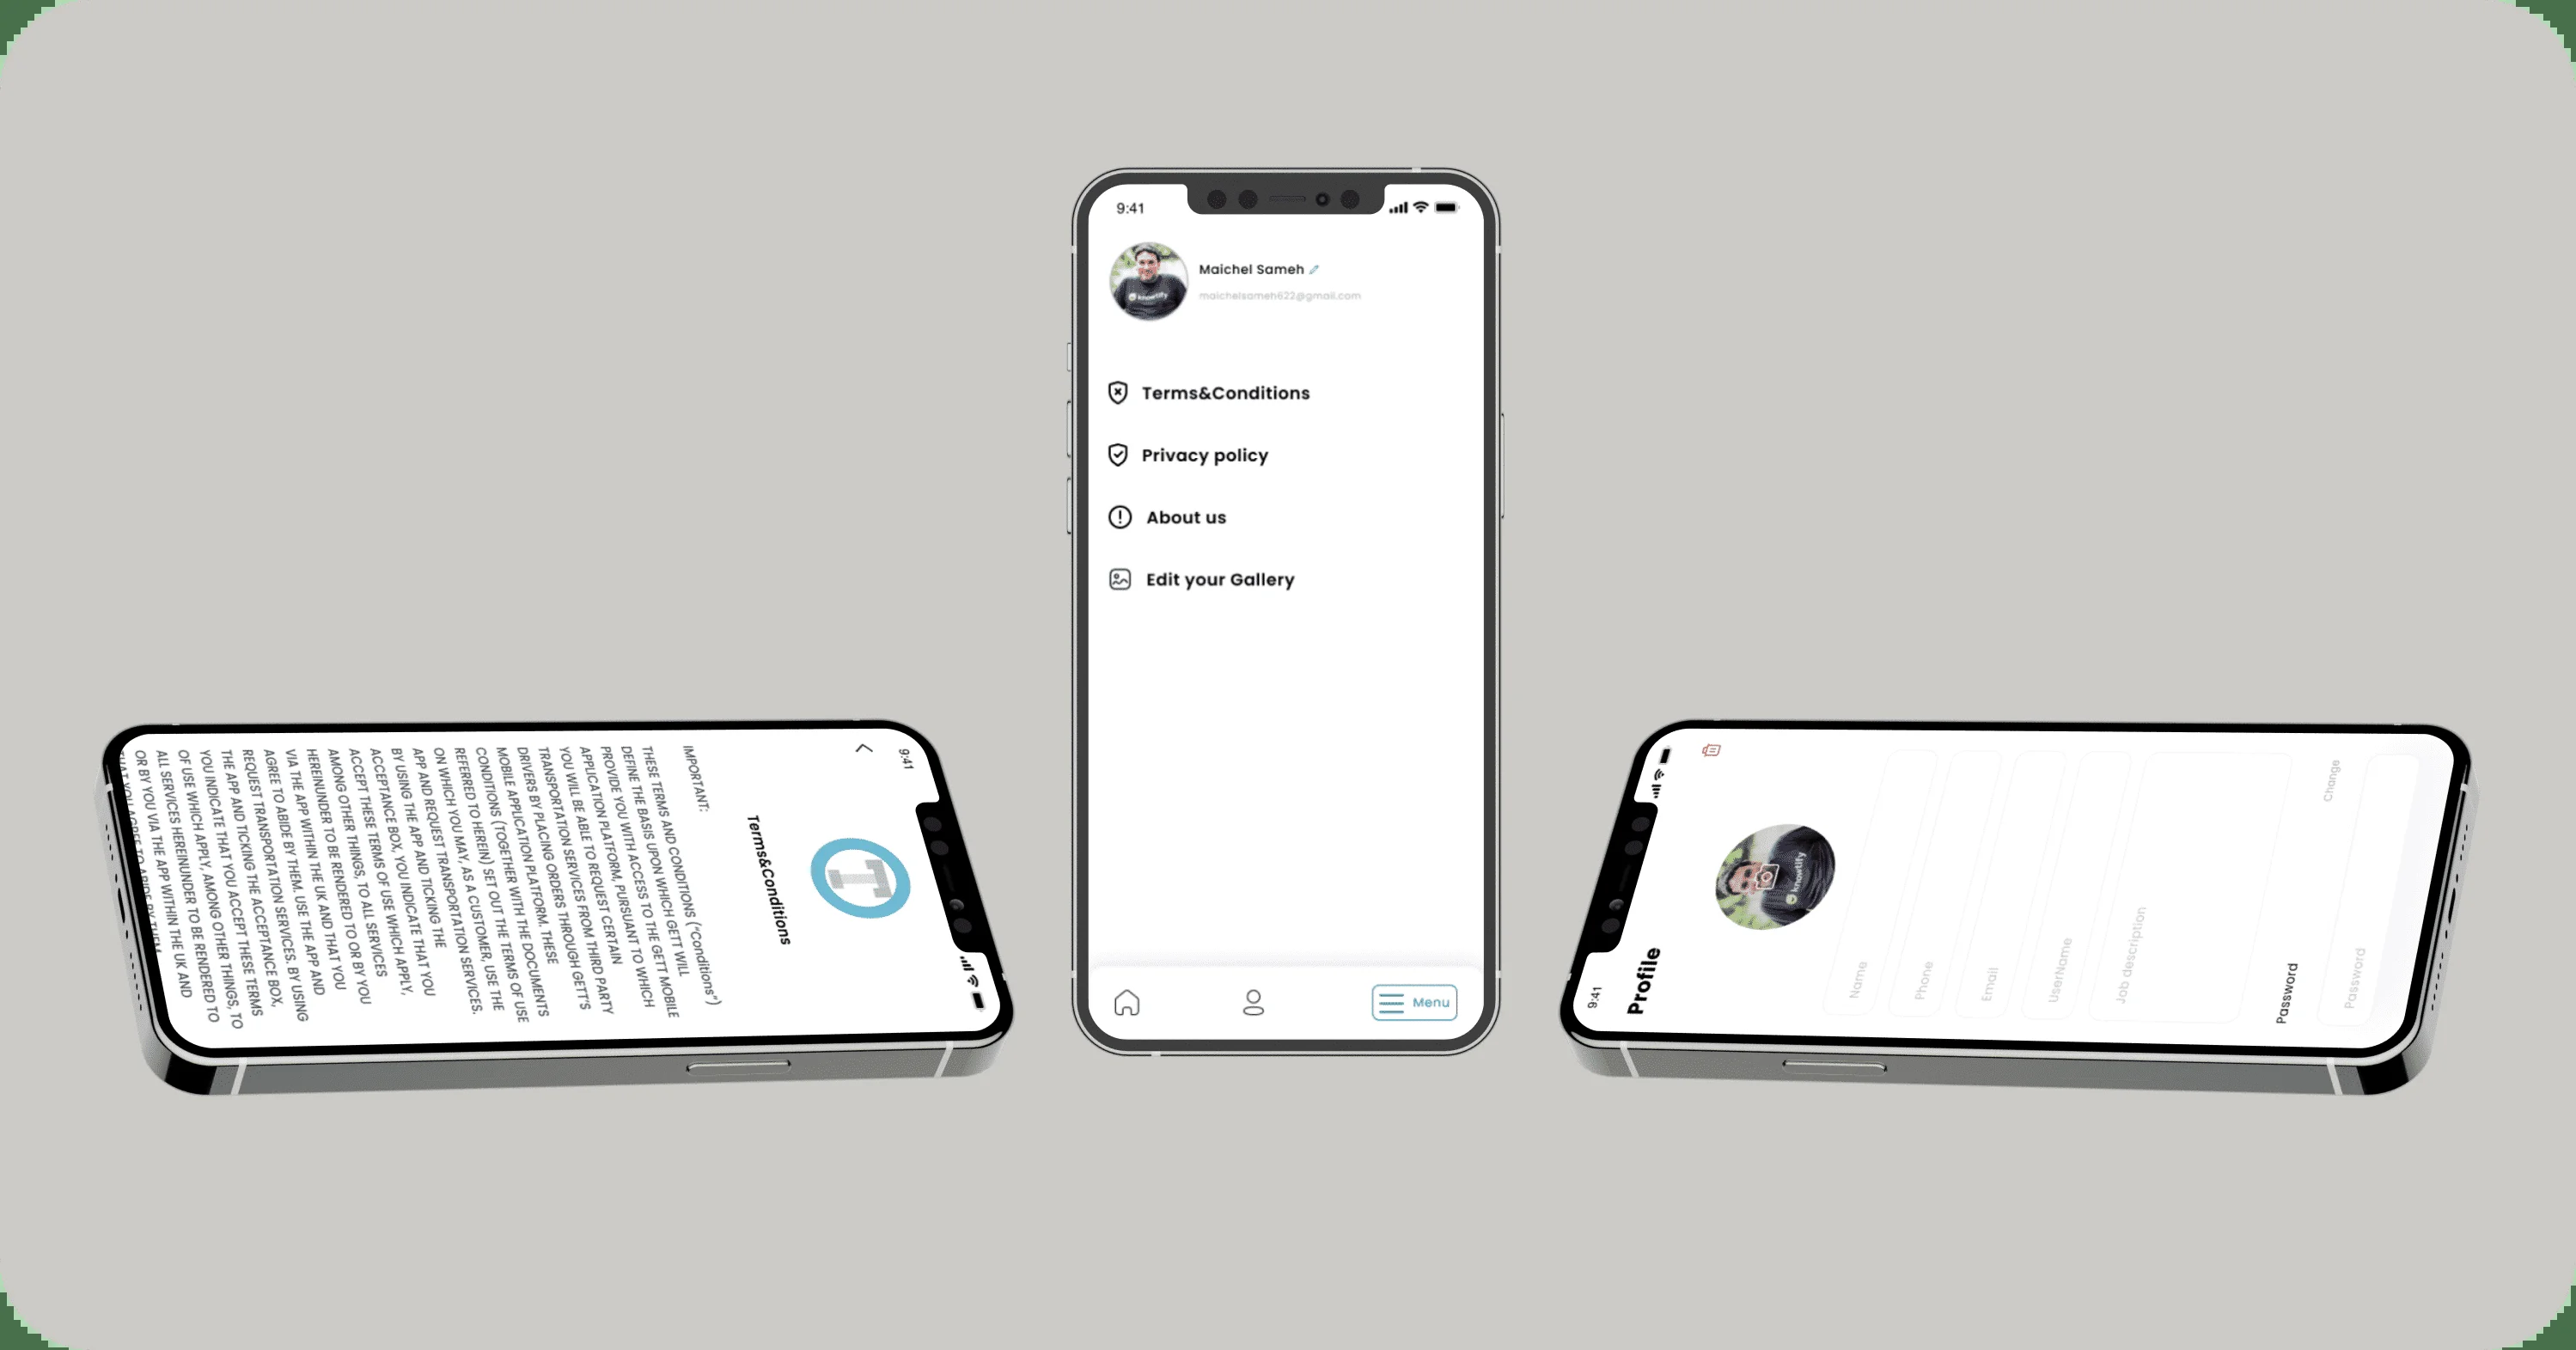 9:41
Terms&Conditions
IMPORTANT:
THESE TERMS AND CONDITIONS ("Conditions")
DEFINE THE BASIS UPON WHICH GETT WILL
PROVIDE YOU WITH ACCESS TO THE GETT MOBILE
APPLICATION PLATFORM, PURSUANT TO WHICH
YOU WILL BE ABLE TO REQUEST CERTAIN
TRANSPORTATION SERVICES FROM THIRD PARTY
DRIVERS BY PLACING ORDERS THROUGH GETT'S
MOBILE APPLICATION PLATFORM. THESE
CONDITIONS (TOGETHER WITH THE DOCUMENTS
REFERRED TO HEREIN) SET OUT THE TERMS OF USE
ON WHICH YOU MAY, AS A CUSTOMER, USE THE
APP AND REQUEST TRANSPORTATION SERVICES.
BY USING THE APP AND TICKING THE
ACCEPTANCE BOX, YOU INDICATE THAT YOU
ACCEPT THESE TERMS OF USE WHICH APPLY,
AMONG OTHER THINGS, TO ALL SERVICES
HEREINUNDER TO BE RENDERED TO OR BY YOU
VIA THE APP WITHIN THE UK AND THAT YOU
AGREE TO ABIDE BY THEM. USE THE APP AND
REQUEST TRANSPORTATION SERVICES. BY USING
THE APP AND TICKING THE ACCEPTANCE BOX,
YOU INDICATE THAT YOU ACCEPT THESE TERMS
OF USE WHICH APPLY, AMONG OTHER THINGS, TO
ALL SERVICES HEREINUNDER TO BE RENDERED TO
OR BY YOU VIA THE APP WITHIN THE UK AND
THAT YOU AGREE TO ABIDE BY THEM.
9:41
Maichel Sameh
maichelsameh622@gmail.com
knowtify
Terms&Conditions
Privacy policy
About us
Edit your Gallery
Menu
9:41
Profile
knowtify
Name
Phone
Email
UserName
Job description
Password
Change
Password